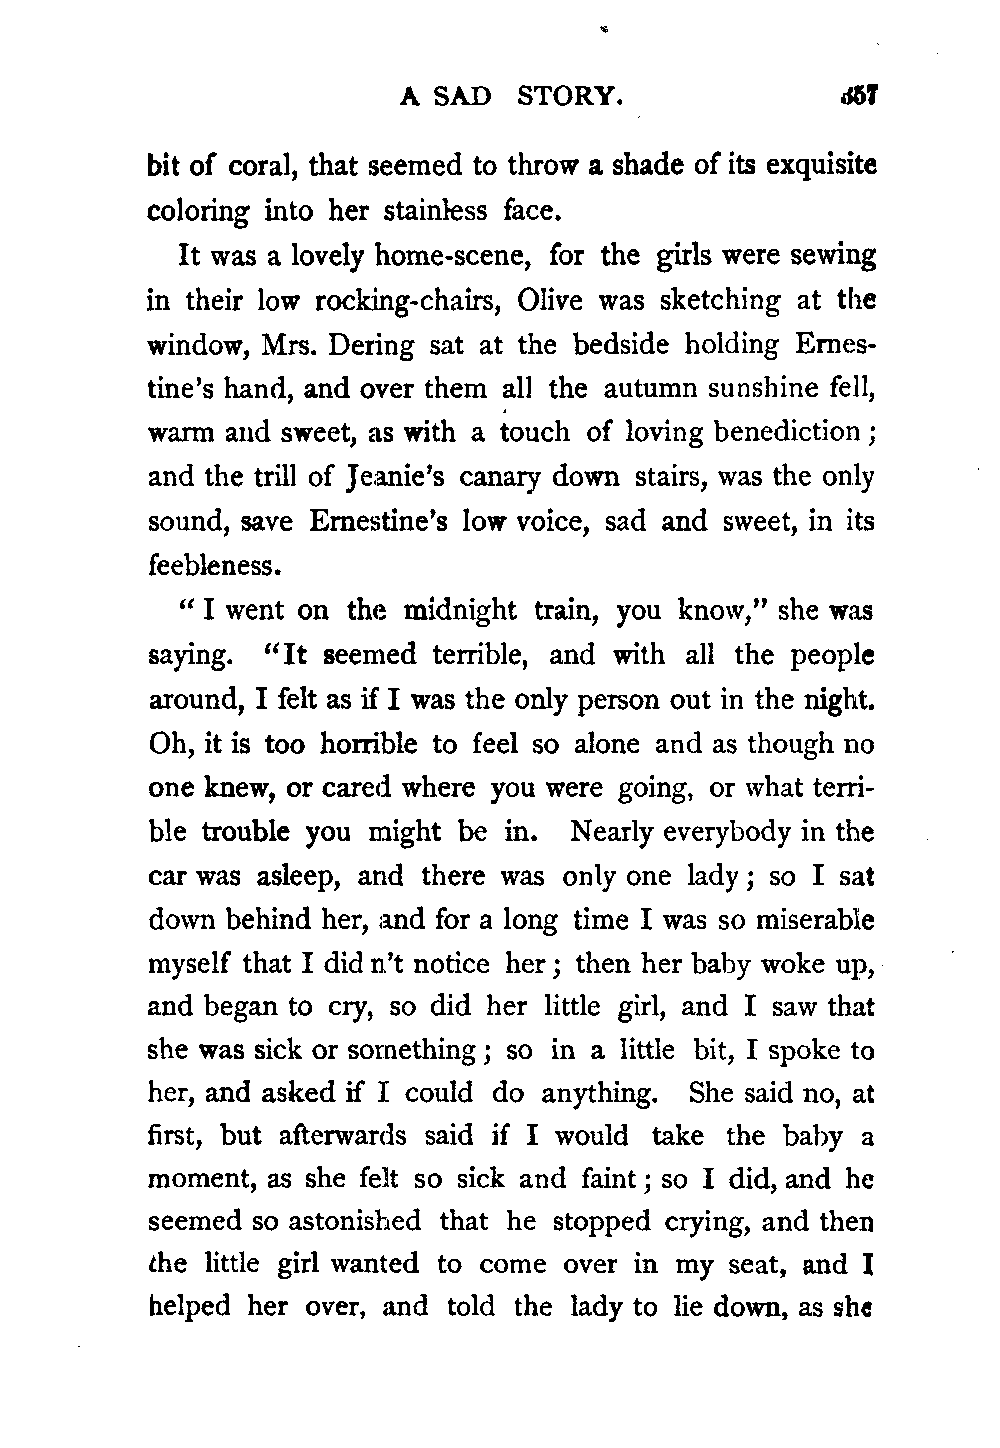 A SAD STORY. 357
bit of coral, that seemed to throw a shade of its exquisite
coloring into her stainless face.
It was a lovely home-scene, for the girls were sewing
in their low rocking-chairs, Olive was sketching at the
window, Mrs. Dering sat at the bedside holding Ernes-
tine's hand, and over them all the autumn sunshine fell,
warm and sweet, as with a touch of loving benediction ;
and the trill of Jeanie's canary down stairs, was the only
sound, save Ernestine's low voice, sad and sweet, in its
feebleness.
" I went on the midnight train, you know," she was
saying. "It seemed terrible, and with all the people
around, I felt as if I was the only person out in the night.
Oh, it is too horrible to feel so alone and as though no
one knew, or cared where you were going, or what terri-
ble trouble you might be in. Nearly everybody in the
car was asleep, and there was only one lady ; so I sat
down behind her, and for a long time I was so miserable
myself that I did n't notice her ; then her baby woke up,
and began to cry, so did her little girl, and I saw that
she was sick or something ; so in a little bit, I spoke to
her, and asked if I could do anything. She said no, at
first, but afterwards said if I would take the baby a
moment, as she felt so sick and faint ; so I did, and he
seemed so astonished that he stopped crying, and then
the little girl wanted to come over in my seat, and I
helped her over, and told the lady to lie down, as she